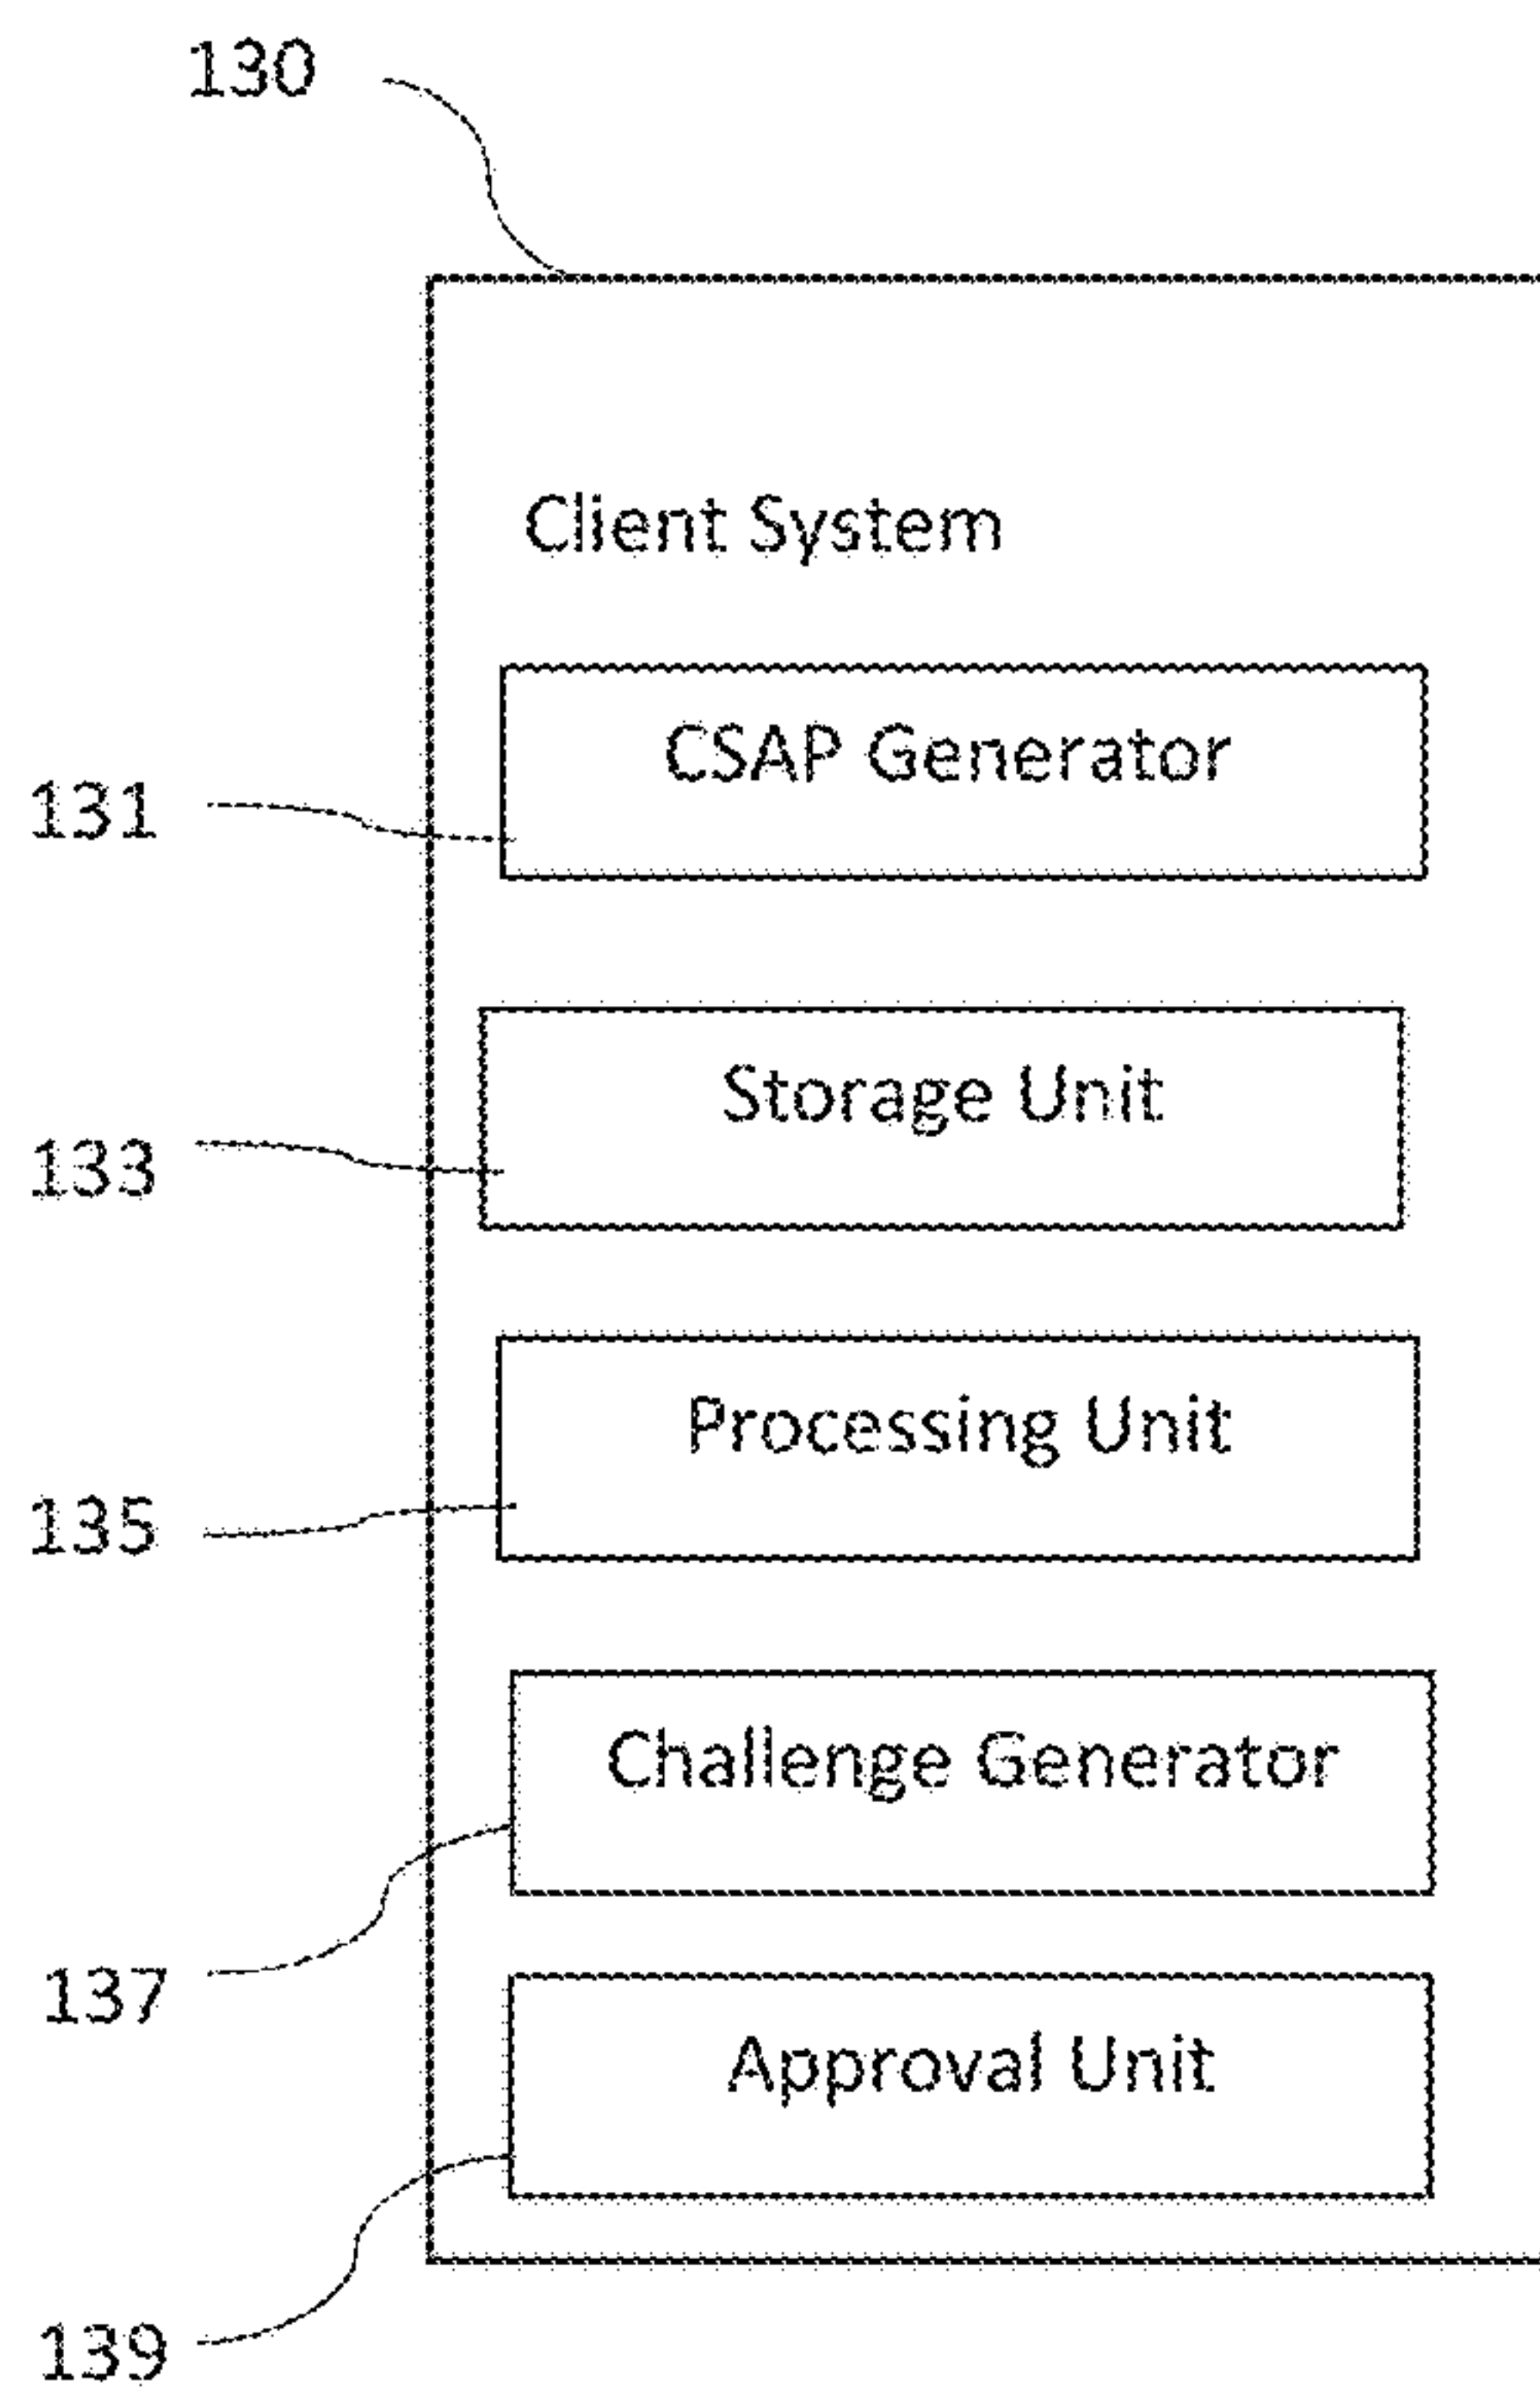 130
Client System
CSAP Generator
131
Storage Unit
133
Processing Unit
135
Challenge Generator
137
Approval Unit
139